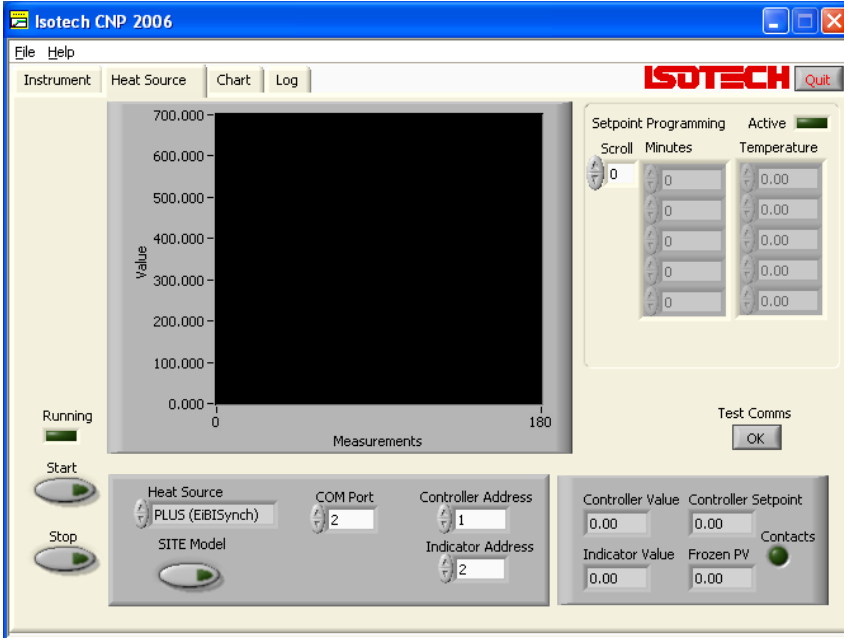 Isotech CNP 2006
File Help
Instrument Heat Source Chart Log ISOTECH Quit
700.000
600.000
500.000
400.000
300.000
200.000
100.000
0.000
Value
0 180
Measurements
Setpoint Programming Active
Scroll Minutes Temperature
0 0 0.00
0 0.00
0 0.00
0 0.00
0 0.00
Running
Start
Stop
Test Comms
OK
Heat Source COM Port Controller Address
PLUS (EiBISynch) 2 1
SITE Model Indicator Address
2
Controller Value Controller Setpoint
0.00 0.00
Contacts
Indicator Value Frozen PV
0.00 0.00